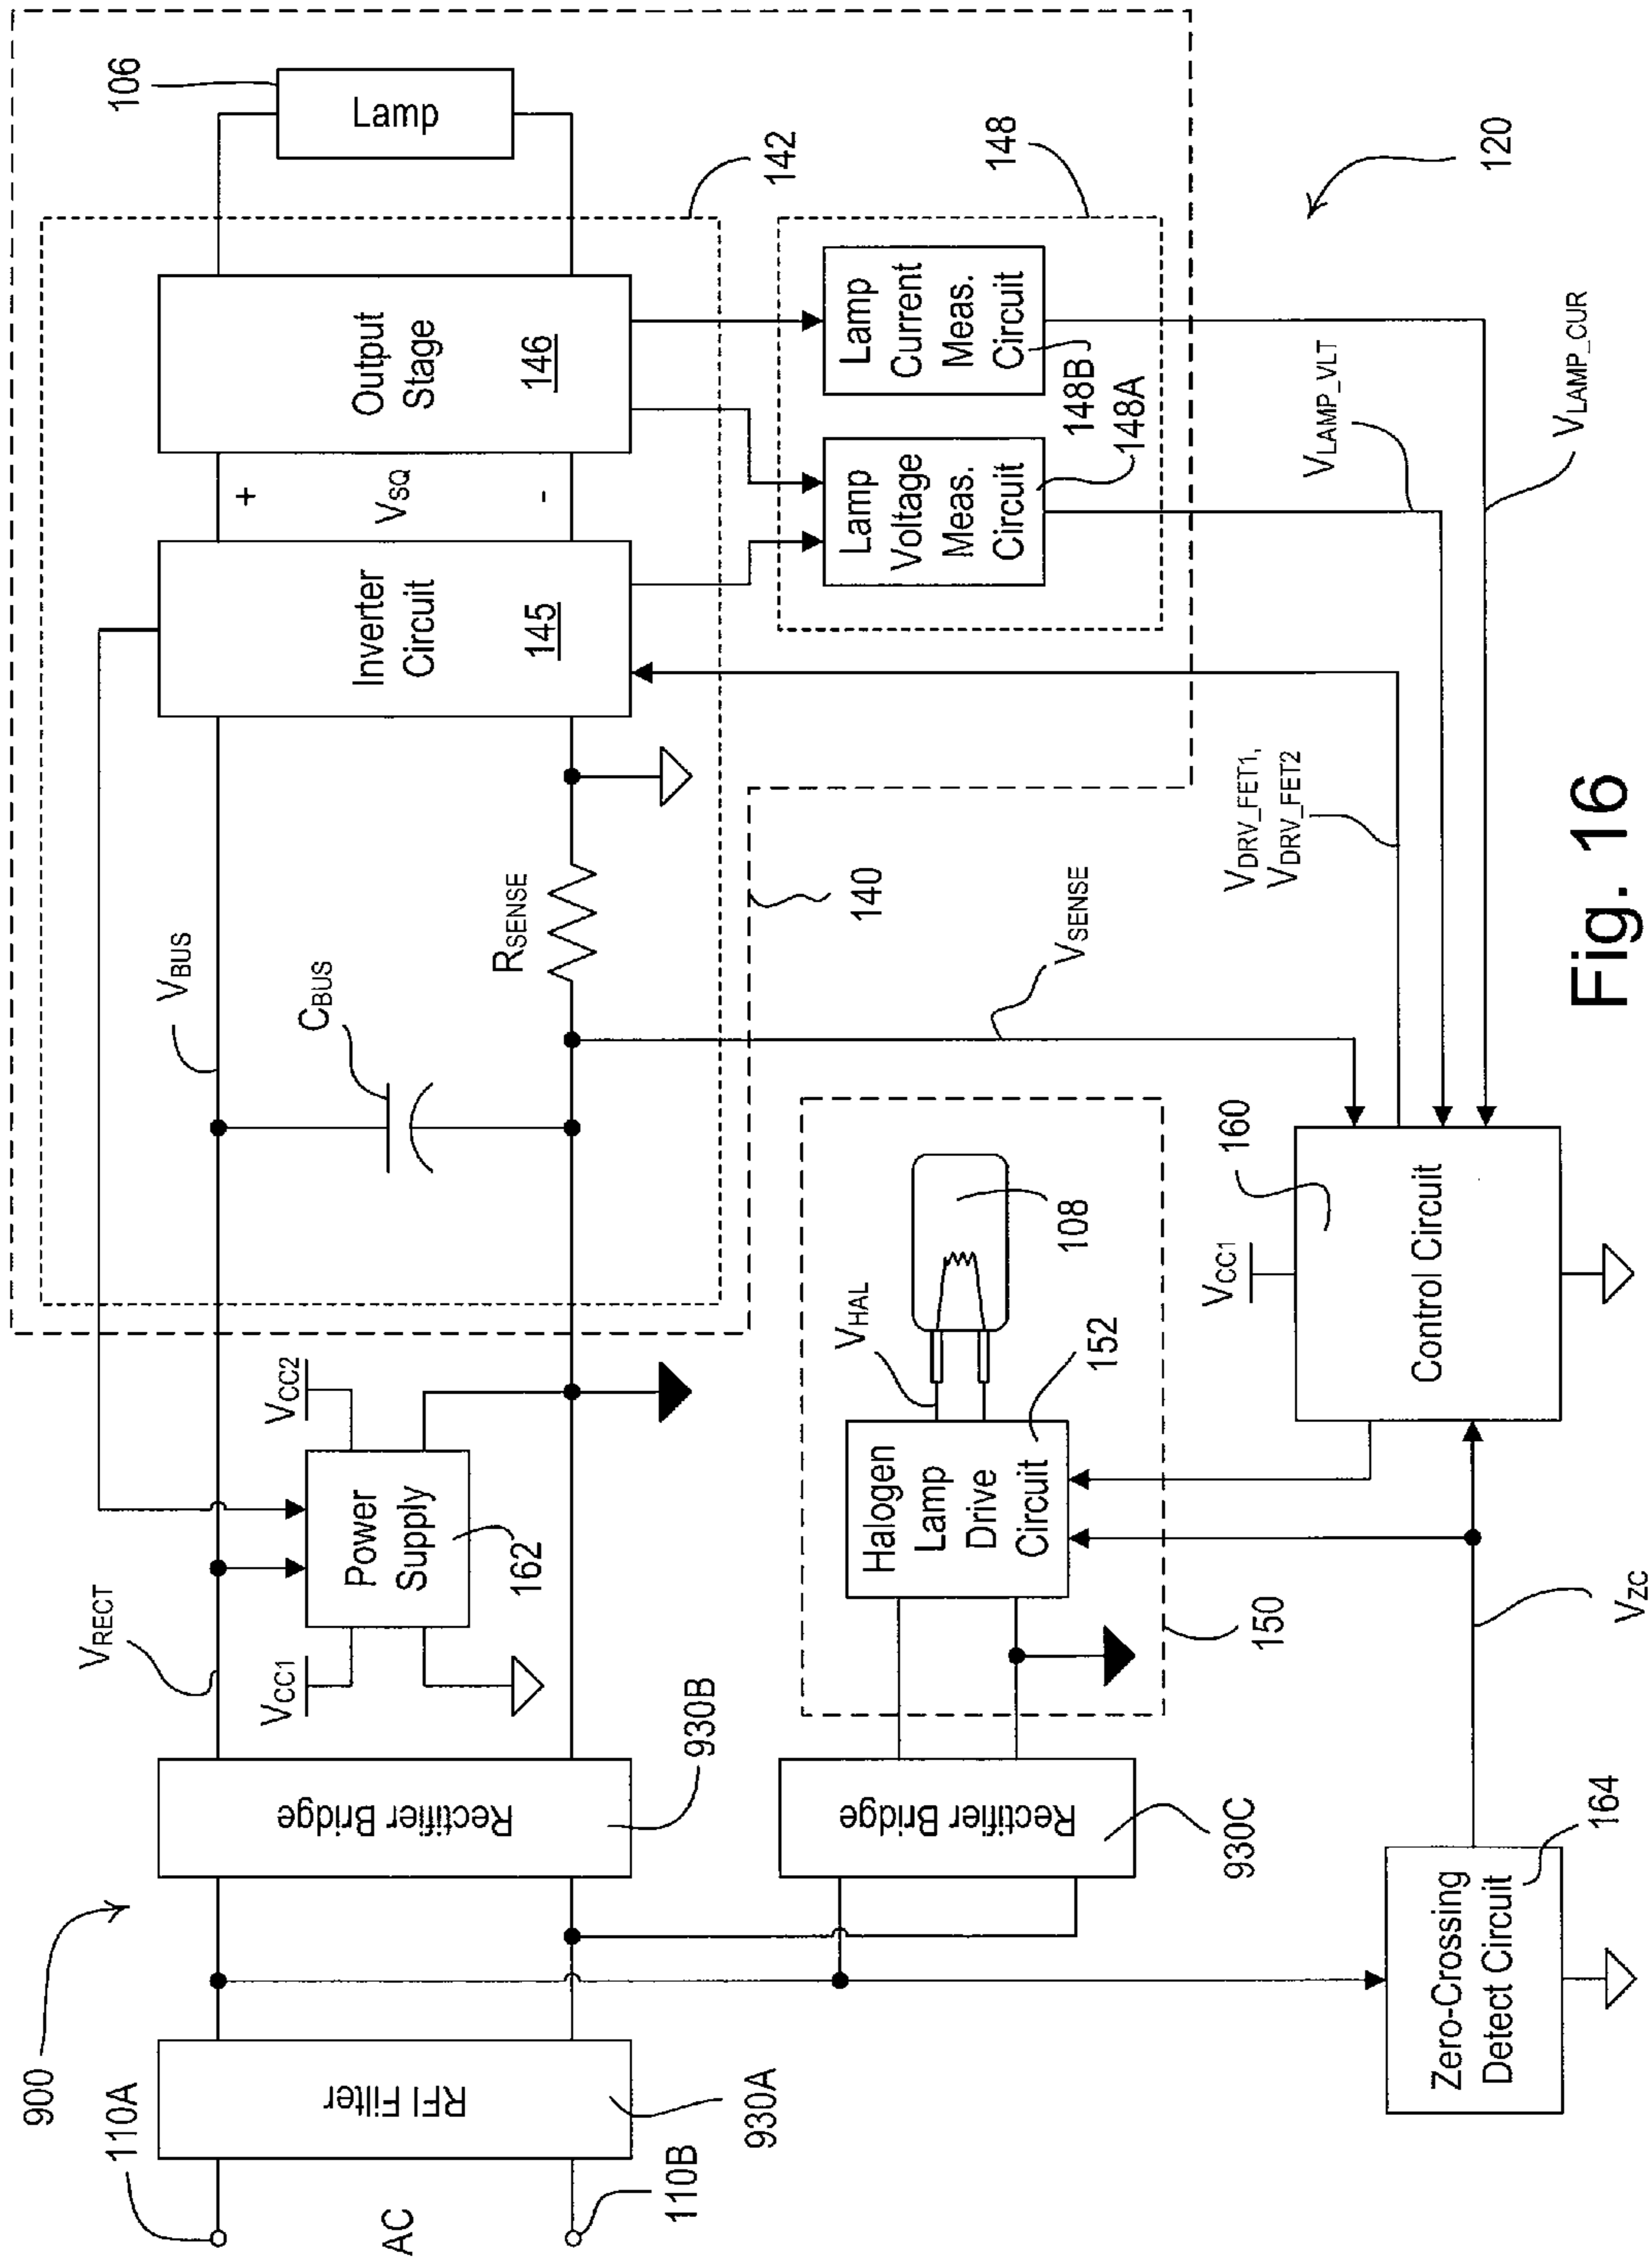 900
110A
AC
110B
RFI Filter
930A
Rectifier Bridge
930B
Rectifier Bridge
930C
Zero-Crossing
Detect Circuit
164
VZC
VRECT
VCC1
VCC2
Power
Supply
162
VBUS
CBUS
RSENSE
VSENSE
140
Halogen
Lamp
Drive
Circuit
152
VHAL
108
150
VCC1
160
Control Circuit
Inverter
Circuit
145
+
VSQ
-
Output
Stage
146
Lamp
106
142
148
Lamp
Voltage
Meas.
Circuit
148A
Lamp
Current
Meas.
Circuit
148B
VDRV_FET1,
VDRV_FET2
VLAMP_VLT
VLAMP_CUR
120
Fig. 16